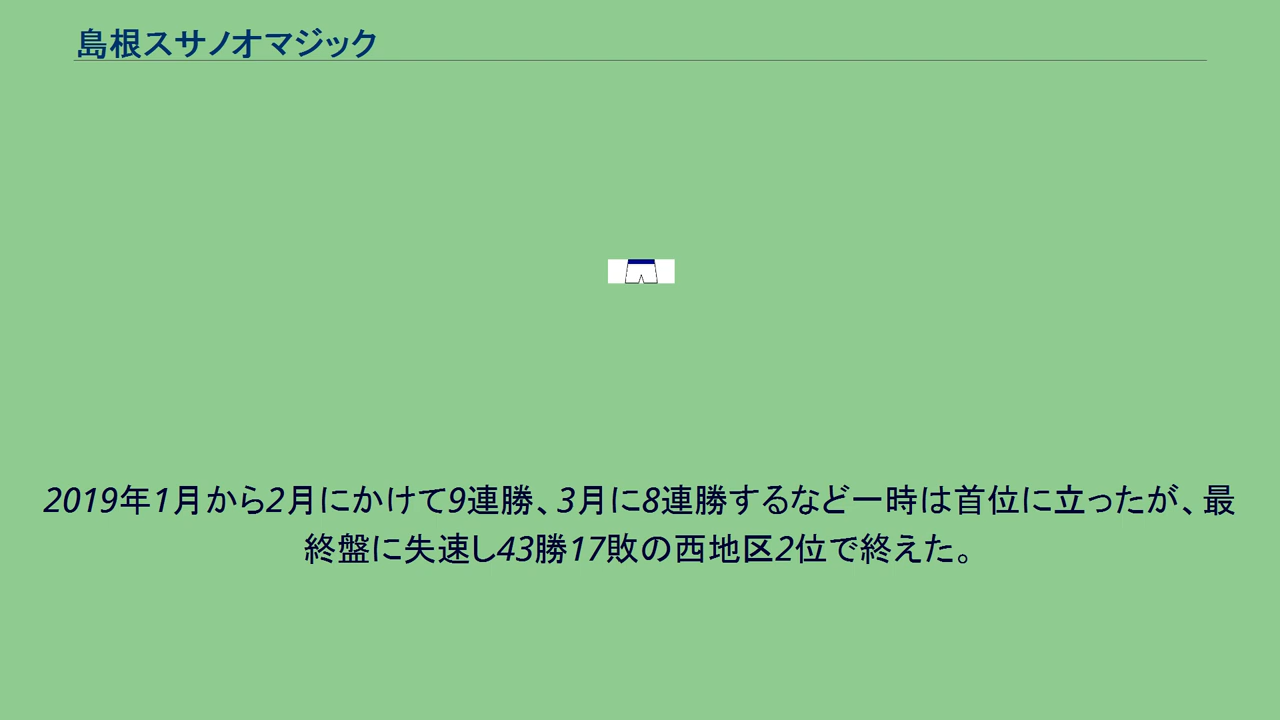 島根スサノオマジック
2019年1月から2月にかけて9連勝、3月に8連勝するなど一時は首位に立ったが、最
終盤に失速し43勝17敗の西地区2位で終えた。